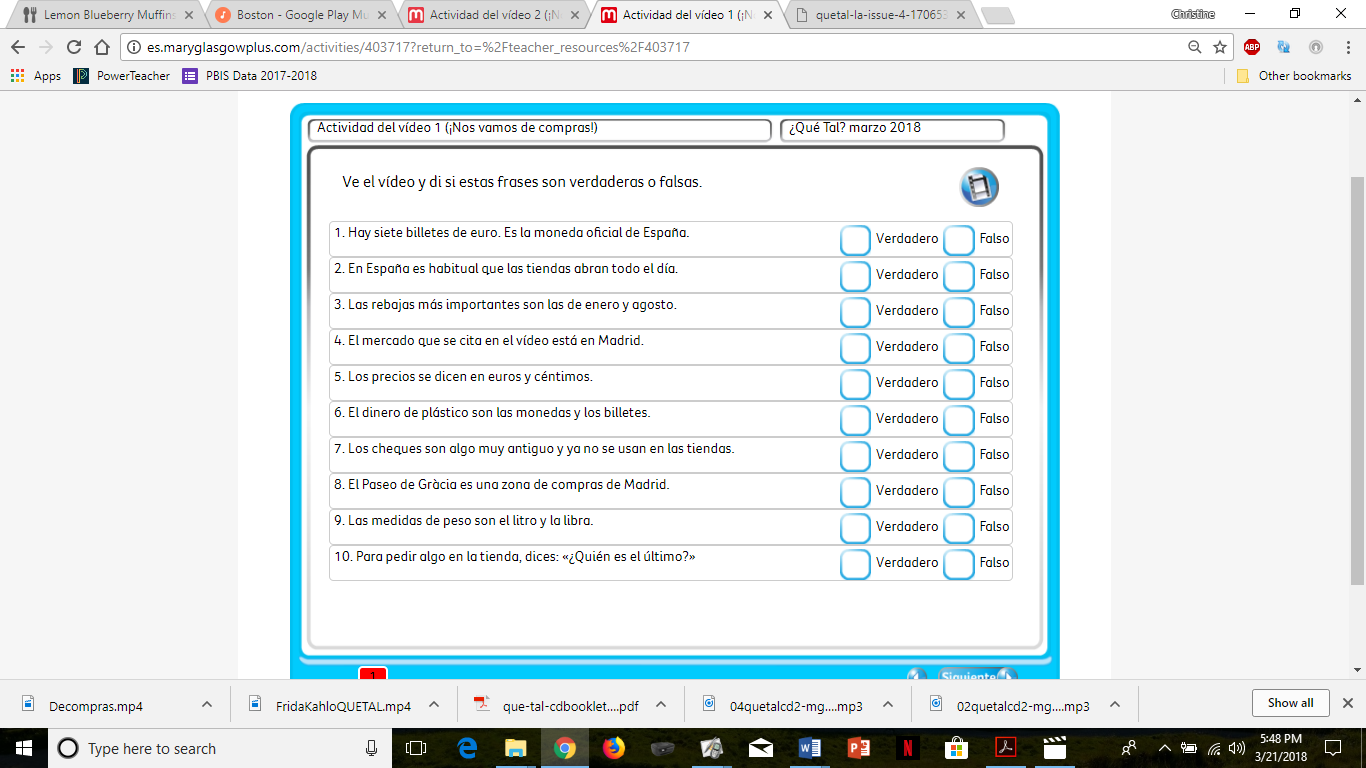 Lemon Blueberry Muffins
Boston - Google Play Mu
Actividad del vídeo 2 (¡N
Actividad del vídeo 1 (¡N
quetal-la-issue-4-170653
Christine
es.maryglasgowplus.com/activities/403717?return_to=%2Fteacher_resources%2F403717
ABP
Apps PowerTeacher PBIS Data 2017-2018 Other bookmarks
Actividad del vídeo 1 (¡Nos vamos de compras!) ¿Qué Tal? marzo 2018
Ve el vídeo y di si estas frases son verdaderas o falsas.
1. Hay siete billetes de euro. Es la moneda oficial de España. Verdadero Falso
2. En España es habitual que las tiendas abran todo el día. Verdadero Falso
3. Las rebajas más importantes son las de enero y agosto. Verdadero Falso
4. El mercado que se cita en el vídeo está en Madrid. Verdadero Falso
5. Los precios se dicen en euros y céntimos. Verdadero Falso
6. El dinero de plástico son las monedas y los billetes. Verdadero Falso
7. Los cheques son algo muy antiguo y ya no se usan en las tiendas. Verdadero Falso
8. El Paseo de Gràcia es una zona de compras de Madrid. Verdadero Falso
9. Las medidas de peso son el litro y la libra. Verdadero Falso
10. Para pedir algo en la tienda, dices: «¿Quién es el último?» Verdadero Falso
1 Siguiente
Decompras.mp4 FridaKahloQUETAL.mp4 que-tal-cdbooklet....pdf 04quetalcd2-mg....mp3 02quetalcd2-mg....mp3 Show all
Type here to search
5:48 PM
3/21/2018